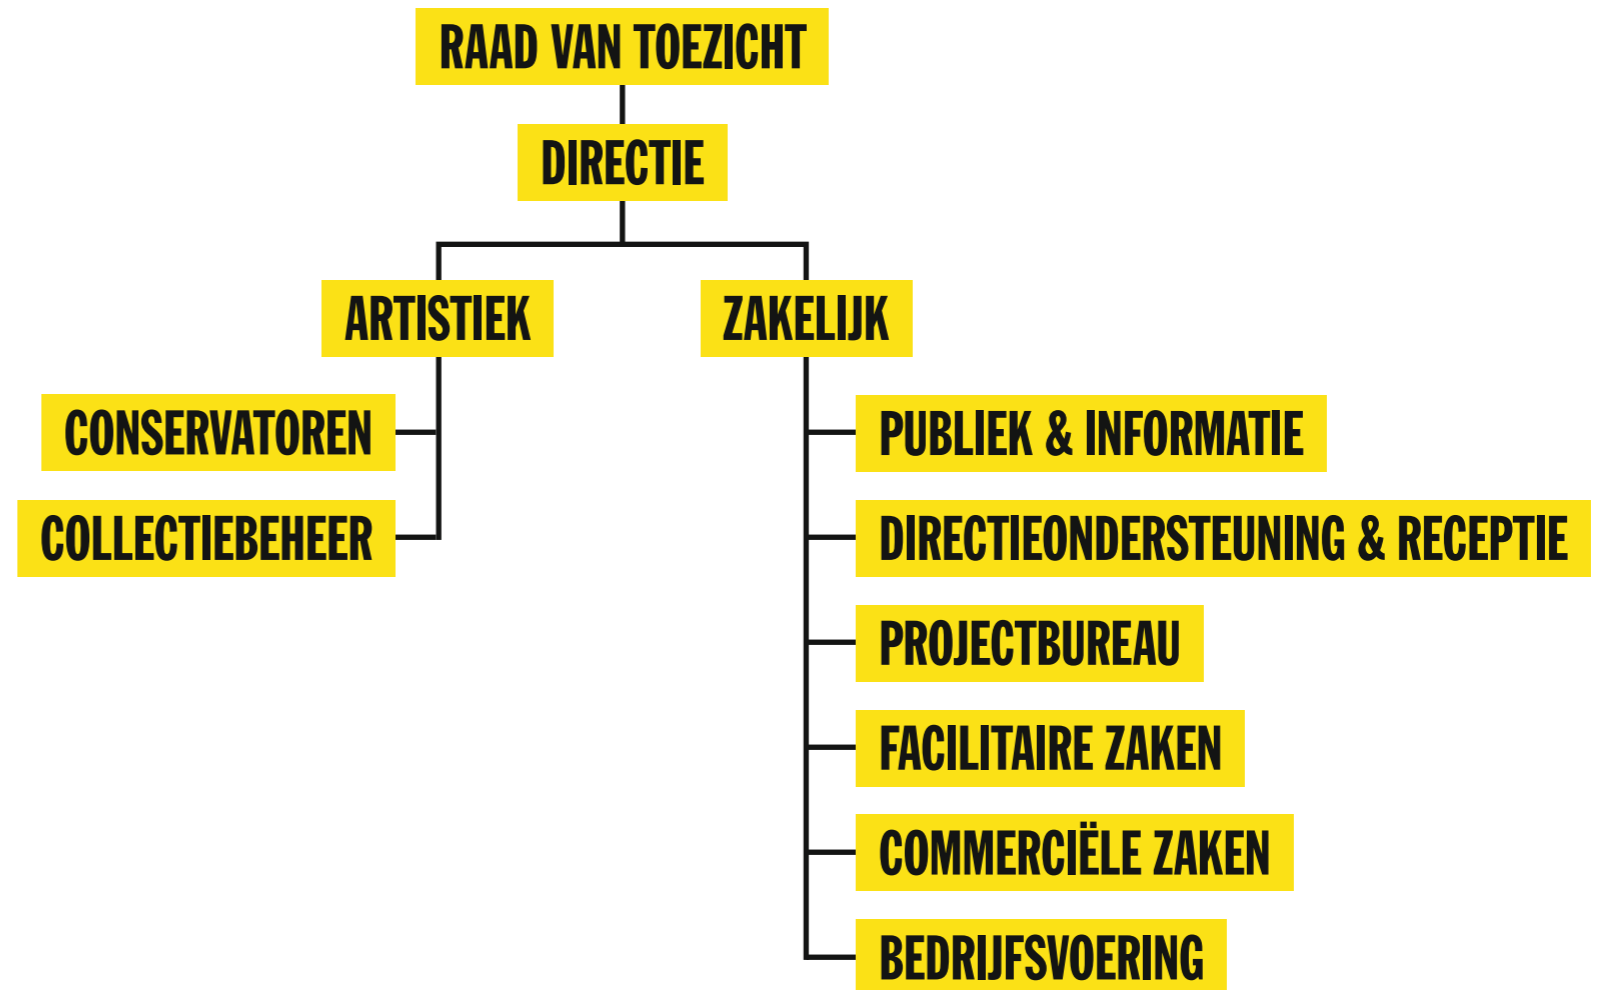 RAAD VAN TOEZICHT
DIRECTIE
ARTISTIEK
ZAKELIJK
CONSERVATOREN
COLLECTIEBEHEER
PUBLIEK & INFORMATIE
DIRECTIEONDERSTEUNING & RECEPTIE
PROJECTBUREAU
FACILITAIRE ZAKEN
COMMERCIËLE ZAKEN
BEDRIJFSVOERING